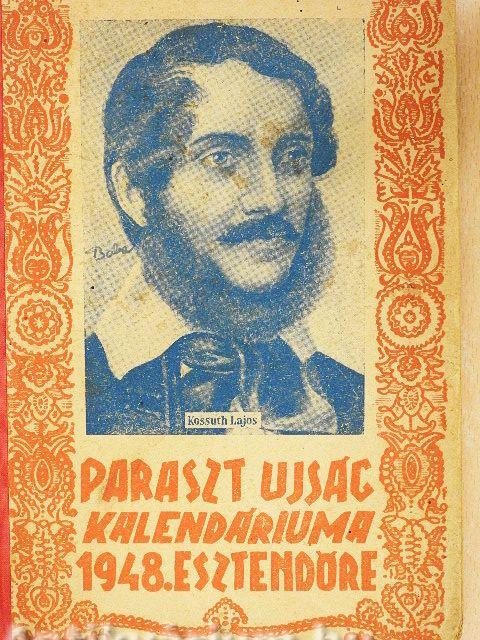 Kossuth Lajos
PARASZT UJSÁG
KALENDÁRIUMA
1948. ESZTENDŐRE